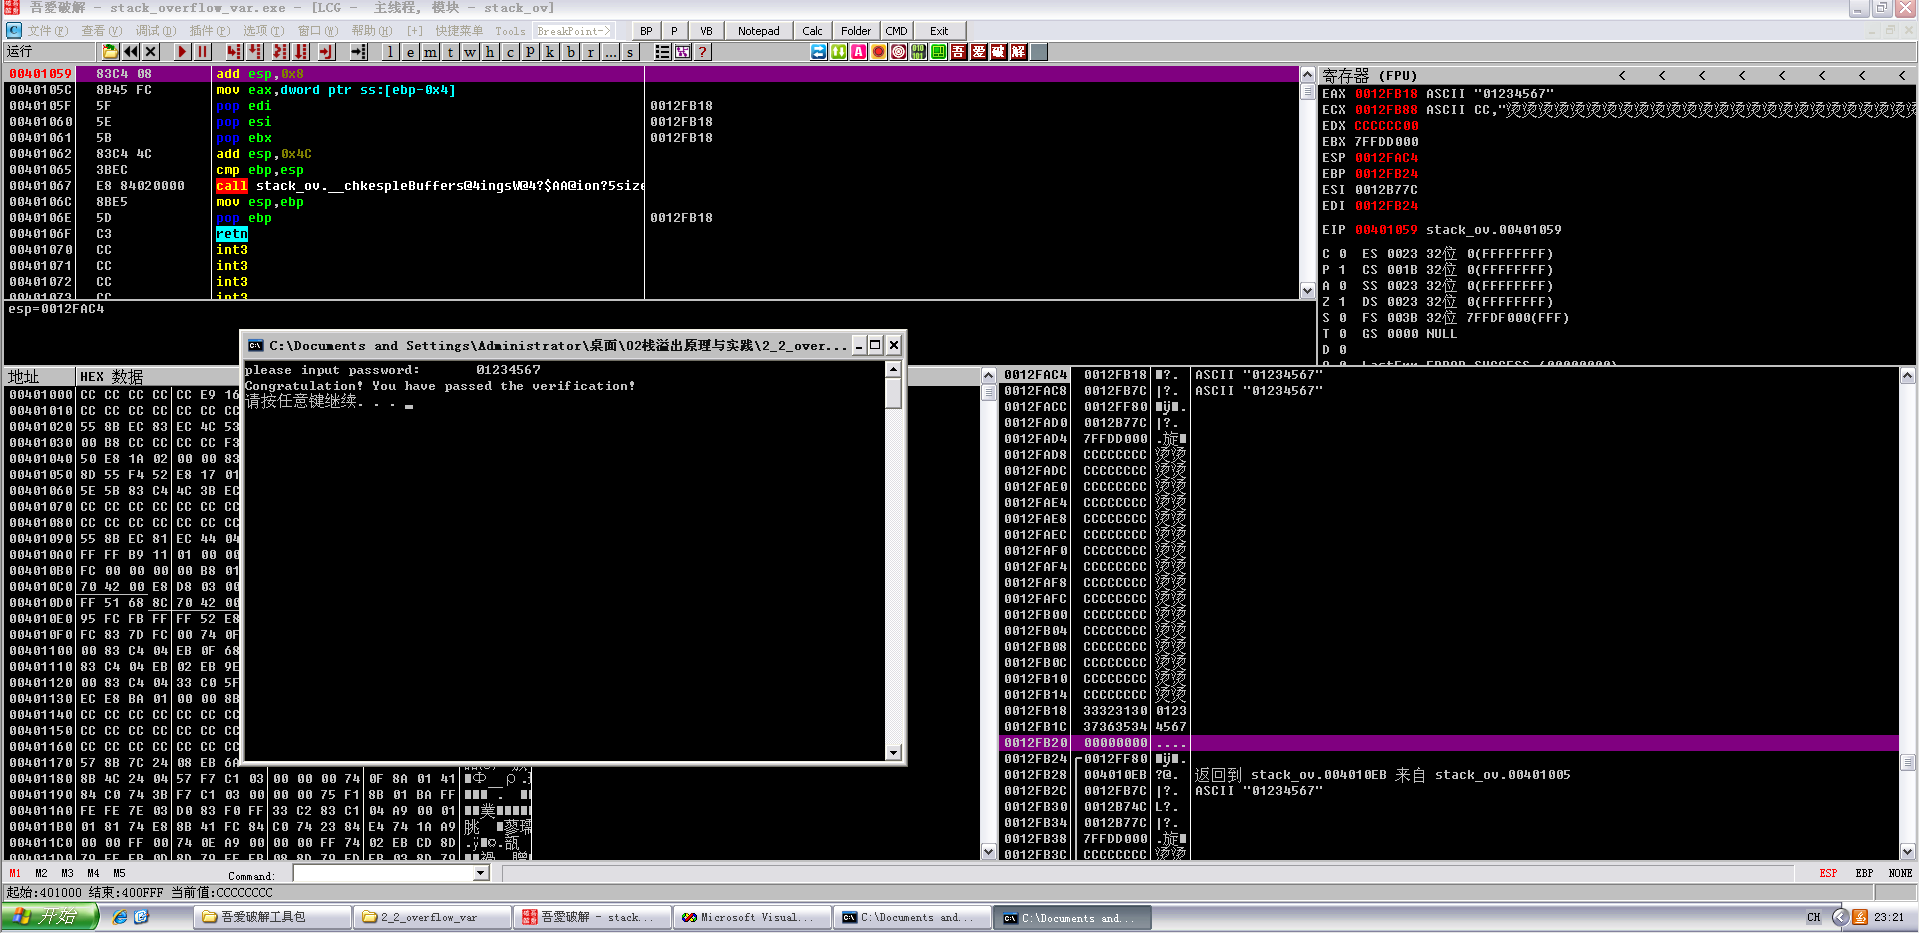 吾爱破解 - stack_overflow_var.exe - [LCG - 主线程, 模块 - stack_ov]
文件(F) 查看(V) 调试(D) 插件(P) 选项(T) 窗口(W) 帮助(H) [+] 快捷菜单 Tools BreakPoint-> BP P VB Notepad Calc Folder CMD Exit
运行 l e m t w h c P k b r ... s ? 吾 爱 破 解
00401059 83C4 08 add esp,0x8
0040105C 8B45 FC mov eax,dword ptr ss:[ebp-0x4]
0040105F 5F pop edi 0012FB18
00401060 5E pop esi 0012FB18
00401061 5B pop ebx 0012FB18
00401062 83C4 4C add esp,0x4C
00401065 3BEC cmp ebp,esp
00401067 E8 84020000 call stack_ov.__chkespleBuffers@4ingsW@4?$AA@ion?5size
0040106C 8BE5 mov esp,ebp
0040106E 5D pop ebp 0012FB18
0040106F C3 retn
00401070 CC int3
00401071 CC int3
00401072 CC int3
00401073 CC int3
esp=0012FAC4
寄存器 (FPU) < < < < < < < <
EAX 0012FB18 ASCII "01234567"
ECX 0012FB88 ASCII CC,"烫烫烫烫烫烫烫烫烫烫烫烫烫烫烫烫烫烫烫烫烫烫烫烫烫
EDX CCCCCC00
EBX 7FFDD000
ESP 0012FAC4
EBP 0012FB24
ESI 0012B77C
EDI 0012FB24
EIP 00401059 stack_ov.00401059
C 0 ES 0023 32位 0(FFFFFFFF)
P 1 CS 001B 32位 0(FFFFFFFF)
A 0 SS 0023 32位 0(FFFFFFFF)
Z 1 DS 0023 32位 0(FFFFFFFF)
S 0 FS 003B 32位 7FFDF000(FFF)
T 0 GS 0000 NULL
D 0
C:\Documents and Settings\Administrator\桌面\02栈溢出原理与实践\2_2_over...
please input password: 01234567
Congratulation! You have passed the verification!
请按任意键继续. . .
地址 HEX 数据
00401000 CC CC CC CC CC E9 16
00401010 CC CC CC CC CC CC CC
00401020 55 8B EC 83 EC 4C 53
00401030 00 B8 CC CC CC CC F3
00401040 50 E8 1A 02 00 00 83
00401050 8D 55 F4 52 E8 17 01
00401060 5E 5B 83 C4 4C 3B EC
00401070 CC CC CC CC CC CC CC
00401080 CC CC CC CC CC CC CC
00401090 55 8B EC 81 EC 44 04
004010A0 FF FF B9 11 01 00 00
004010B0 FC 00 00 00 00 B8 01
004010C0 70 42 00 E8 D8 03 00
004010D0 FF 51 68 8C 70 42 00
004010E0 95 FC FB FF FF 52 E8
004010F0 FC 83 7D FC 00 74 0F
00401100 00 83 C4 04 EB 0F 68
00401110 83 C4 04 EB 02 EB 9E
00401120 00 83 C4 04 33 C0 5F
00401130 EC E8 BA 01 00 00 8B
00401140 CC CC CC CC CC CC CC
00401150 CC CC CC CC CC CC CC
00401160 CC CC CC CC CC CC CC
00401170 57 8B 7C 24 08 EB 6A
00401180 8B 4C 24 04 57 F7 C1 03 00 00 00 74 0F 8A 01 41
00401190 84 C0 74 3B F7 C1 03 00 00 00 75 F1 8B 01 BA FF
004011A0 FE FE 7E 03 D0 83 F0 FF 33 C2 83 C1 04 A9 00 01
004011B0 01 81 74 E8 8B 41 FC 84 C0 74 23 84 E4 74 1A A9
004011C0 00 00 FF 00 74 0E A9 00 00 00 FF 74 02 EB CD 8D
0012FAC4 0012FB18 ASCII "01234567"
0012FAC8 0012FB7C |?. ASCII "01234567"
0012FACC 0012FF80
0012FAD0 0012B77C |?.
0012FAD4 7FFDD000 .旋
0012FAD8 CCCCCCCC 烫烫
0012FADC CCCCCCCC 烫烫
0012FAE0 CCCCCCCC 烫烫
0012FAE4 CCCCCCCC 烫烫
0012FAE8 CCCCCCCC 烫烫
0012FAEC CCCCCCCC 烫烫
0012FAF0 CCCCCCCC 烫烫
0012FAF4 CCCCCCCC 烫烫
0012FAF8 CCCCCCCC 烫烫
0012FAFC CCCCCCCC 烫烫
0012FB00 CCCCCCCC 烫烫
0012FB04 CCCCCCCC 烫烫
0012FB08 CCCCCCCC 烫烫
0012FB0C CCCCCCCC 烫烫
0012FB10 CCCCCCCC 烫烫
0012FB14 CCCCCCCC 烫烫
0012FB18 33323130 0123
0012FB1C 37363534 4567
0012FB20 00000000 ....
0012FB24 0012FF80
0012FB28 004010EB ?@. 返回到 stack_ov.004010EB 来自 stack_ov.00401005
0012FB2C 0012FB7C |?. ASCII "01234567"
0012FB30 0012B74C L?.
0012FB34 0012B77C |?.
0012FB38 7FFDD000 .旋
0012FB3C CCCCCCCC 烫烫
M1 M2 M3 M4 M5 Command: ESP EBP NONE
起始:401000 结束:400FFF 当前值:CCCCCCCC
开始 吾爱破解工具包 2_2_overflow_var 吾爱破解 - stack... Microsoft Visual... C:\Documents and... C:\Documents and... CH 23:21